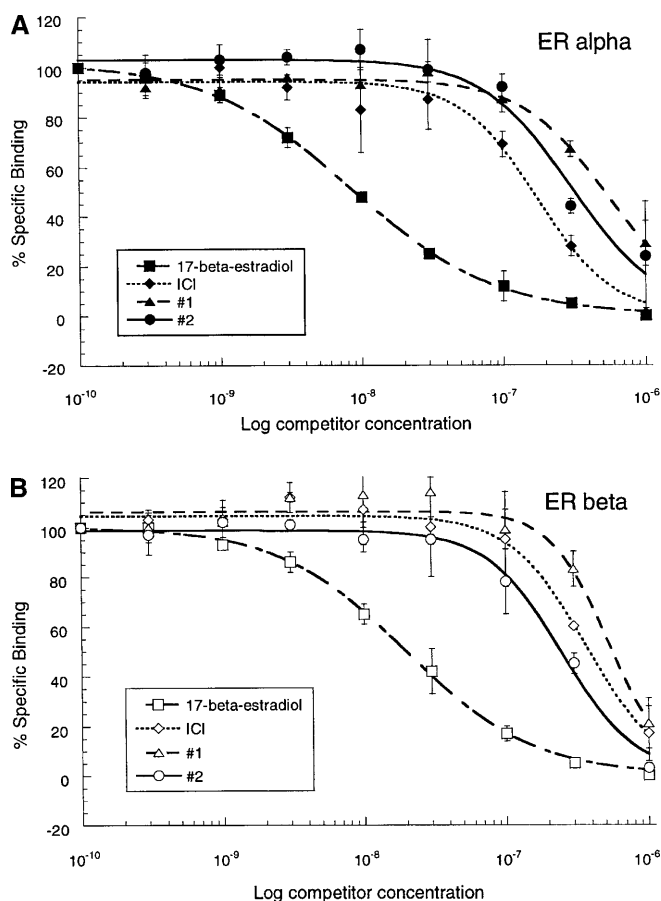 A
ER alpha
120
100
80
60
40
20
0
-20
% Specific Binding
17-beta-estradiol
ICI
#1
#2
10-10 10-9 10-8 10-7 10-6
Log competitor concentration
B
ER beta
120
100
80
60
40
20
0
-20
% Specific Binding
17-beta-estradiol
ICI
#1
#2
10-10 10-9 10-8 10-7 10-6
Log competitor concentration